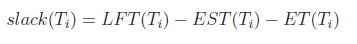 slack(T_i) = LFT(T_i) − EST(T_i) − ET(T_i)